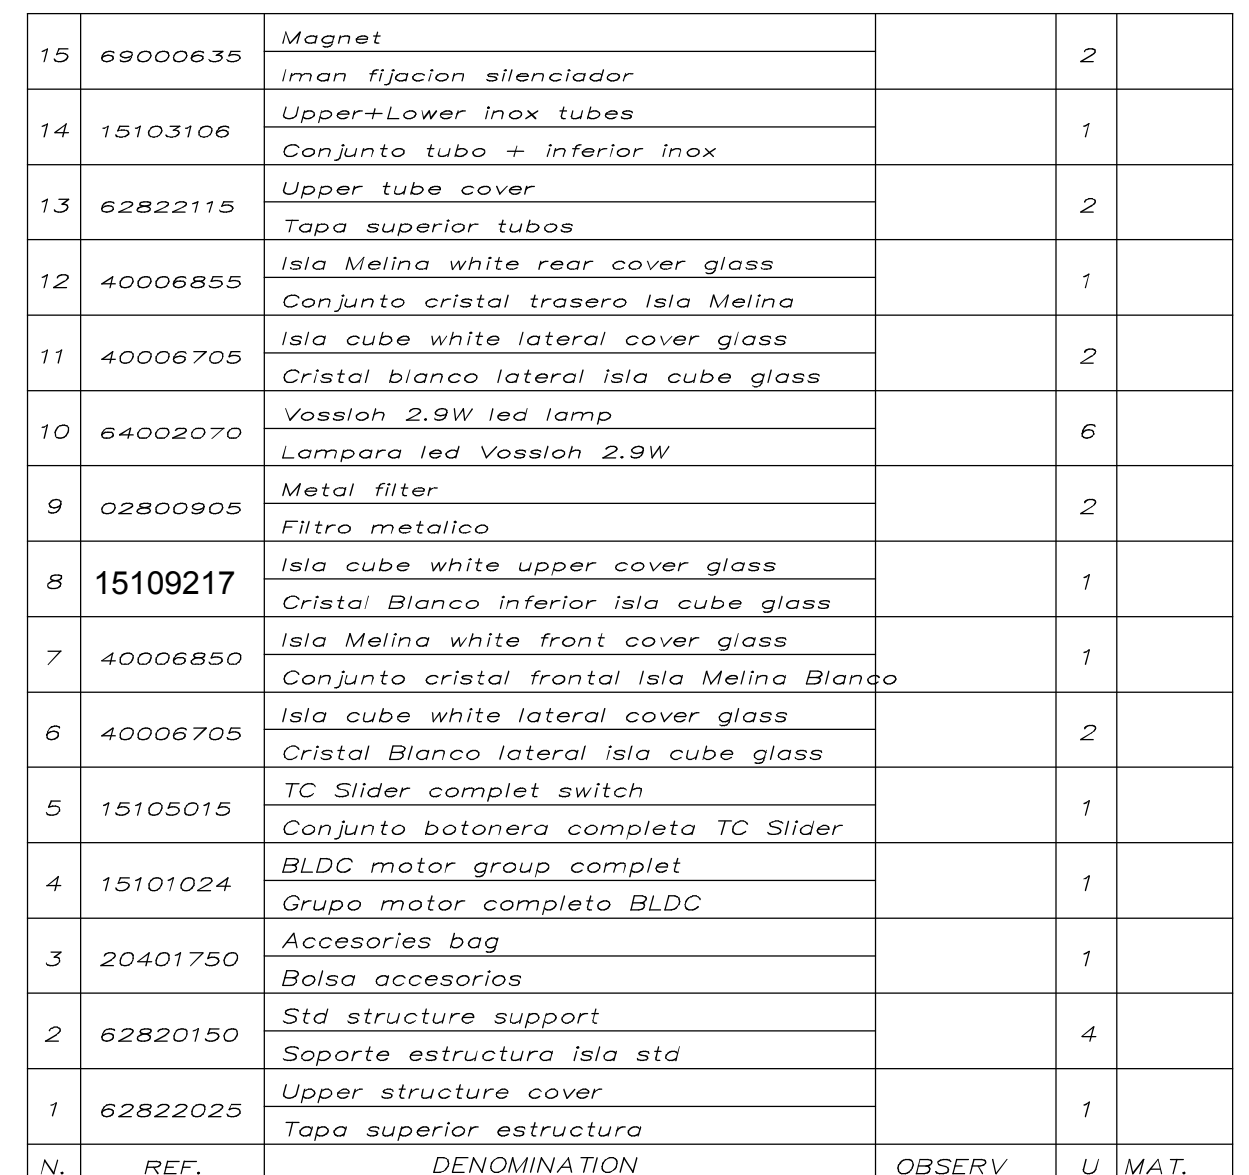 Magnet
15 69000635 2
Iman fijacion silenciador
Upper+Lower inox tubes
14 15103106 1
Conjunto tubo + inferior inox
Upper tube cover
13 62822115 2
Tapa superior tubos
Isla Melina white rear cover glass
12 40006855 1
Conjunto cristal trasero Isla Melina
Isla cube white lateral cover glass
11 40006705 2
Cristal blanco lateral isla cube glass
Vossloh 2.9W led lamp
10 64002070 6
Lampara led Vossloh 2.9W
Metal filter
9 02800905 2
Filtro metalico
Isla cube white upper cover glass
8 15109217 1
Cristal Blanco inferior isla cube glass
Isla Melina white front cover glass
7 40006850 1
Conjunto cristal frontal Isla Melina Blanco
Isla cube white lateral cover glass
6 40006705 2
Cristal Blanco lateral isla cube glass
TC Slider complet switch
5 15105015 1
Conjunto botonera completa TC Slider
BLDC motor group complet
4 15101024 1
Grupo motor completo BLDC
Accesories bag
3 20401750 1
Bolsa accesorios
Std structure support
2 62820150 4
Soporte estructura isla std
Upper structure cover
1 62822025 1
Tapa superior estructura
N. REF. DENOMINATION OBSERV U MAT.